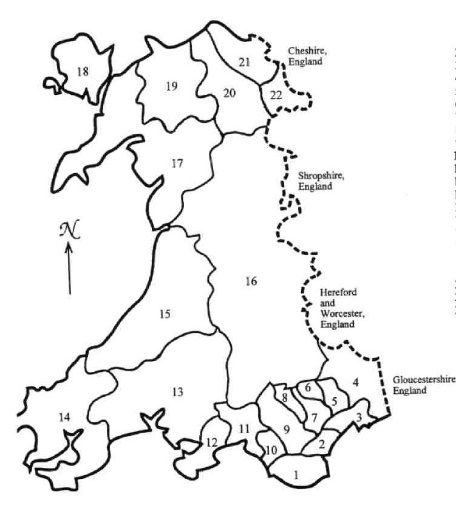 18
21
Cheshire,
England
19
20
22
17
Shropshire,
England
N
16
Hereford
and
Worcester,
England
15
13
14
4
Gloucestershire
England
6
8
5
3
7
12
11
9
2
10
1